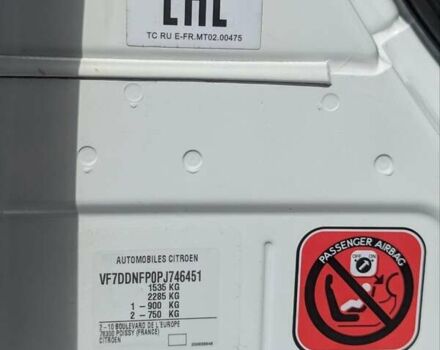 EAC
TC RU E-FR.MT02.00475
AUTOMOBILES CITROEN
VF7DDNFP0PJ746451
1535 KG
2285 KG
1 - 900 KG
2 - 750 KG
2-10 BOULEVARD DE L'EUROPE
78300 POISSY (FRANCE)
CITROEN
PASSENGER AIRBAG
OFF ON